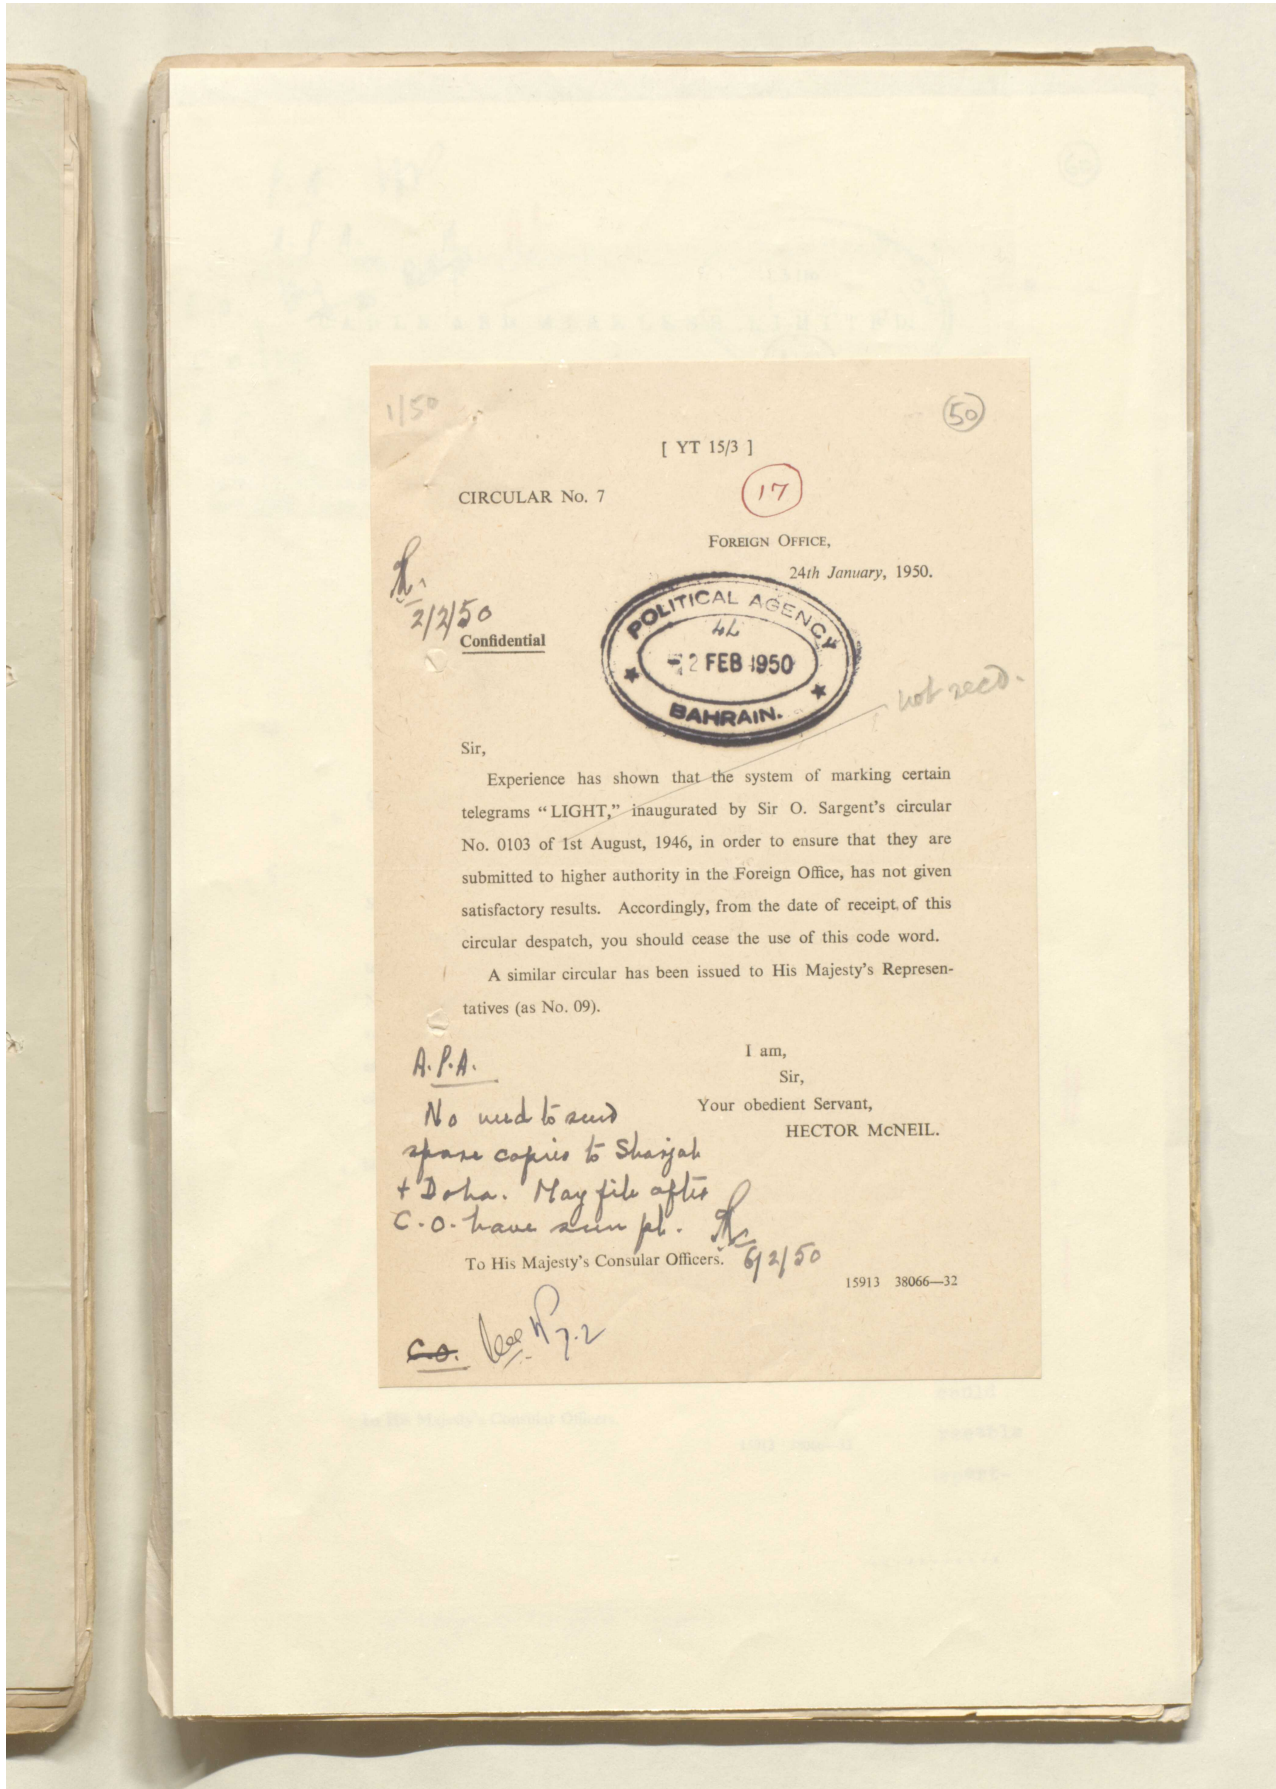 1/50
50
[ YT 15/3 ]
17
CIRCULAR No. 7
FOREIGN OFFICE,
24th January, 1950.
2/2/50
Confidential
POLITICAL AGENCY
44
2 FEB 1950
BAHRAIN.
not recd.
Sir,
Experience has shown that the system of marking certain
telegrams "LIGHT," inaugurated by Sir O. Sargent's circular
No. 0103 of 1st August, 1946, in order to ensure that they are
submitted to higher authority in the Foreign Office, has not given
satisfactory results. Accordingly, from the date of receipt of this
circular despatch, you should cease the use of this code word.
A similar circular has been issued to His Majesty's Represen-
tatives (as No. 09).
I am,
Sir,
Your obedient Servant,
HECTOR McNEIL.
A.P.A.
No need to send
spare copies to Sharjah
+ Doha. May file after
C.O. have seen pl.
6/2/50
To His Majesty's Consular Officers.
15913 38066—32
C.O.
7.2